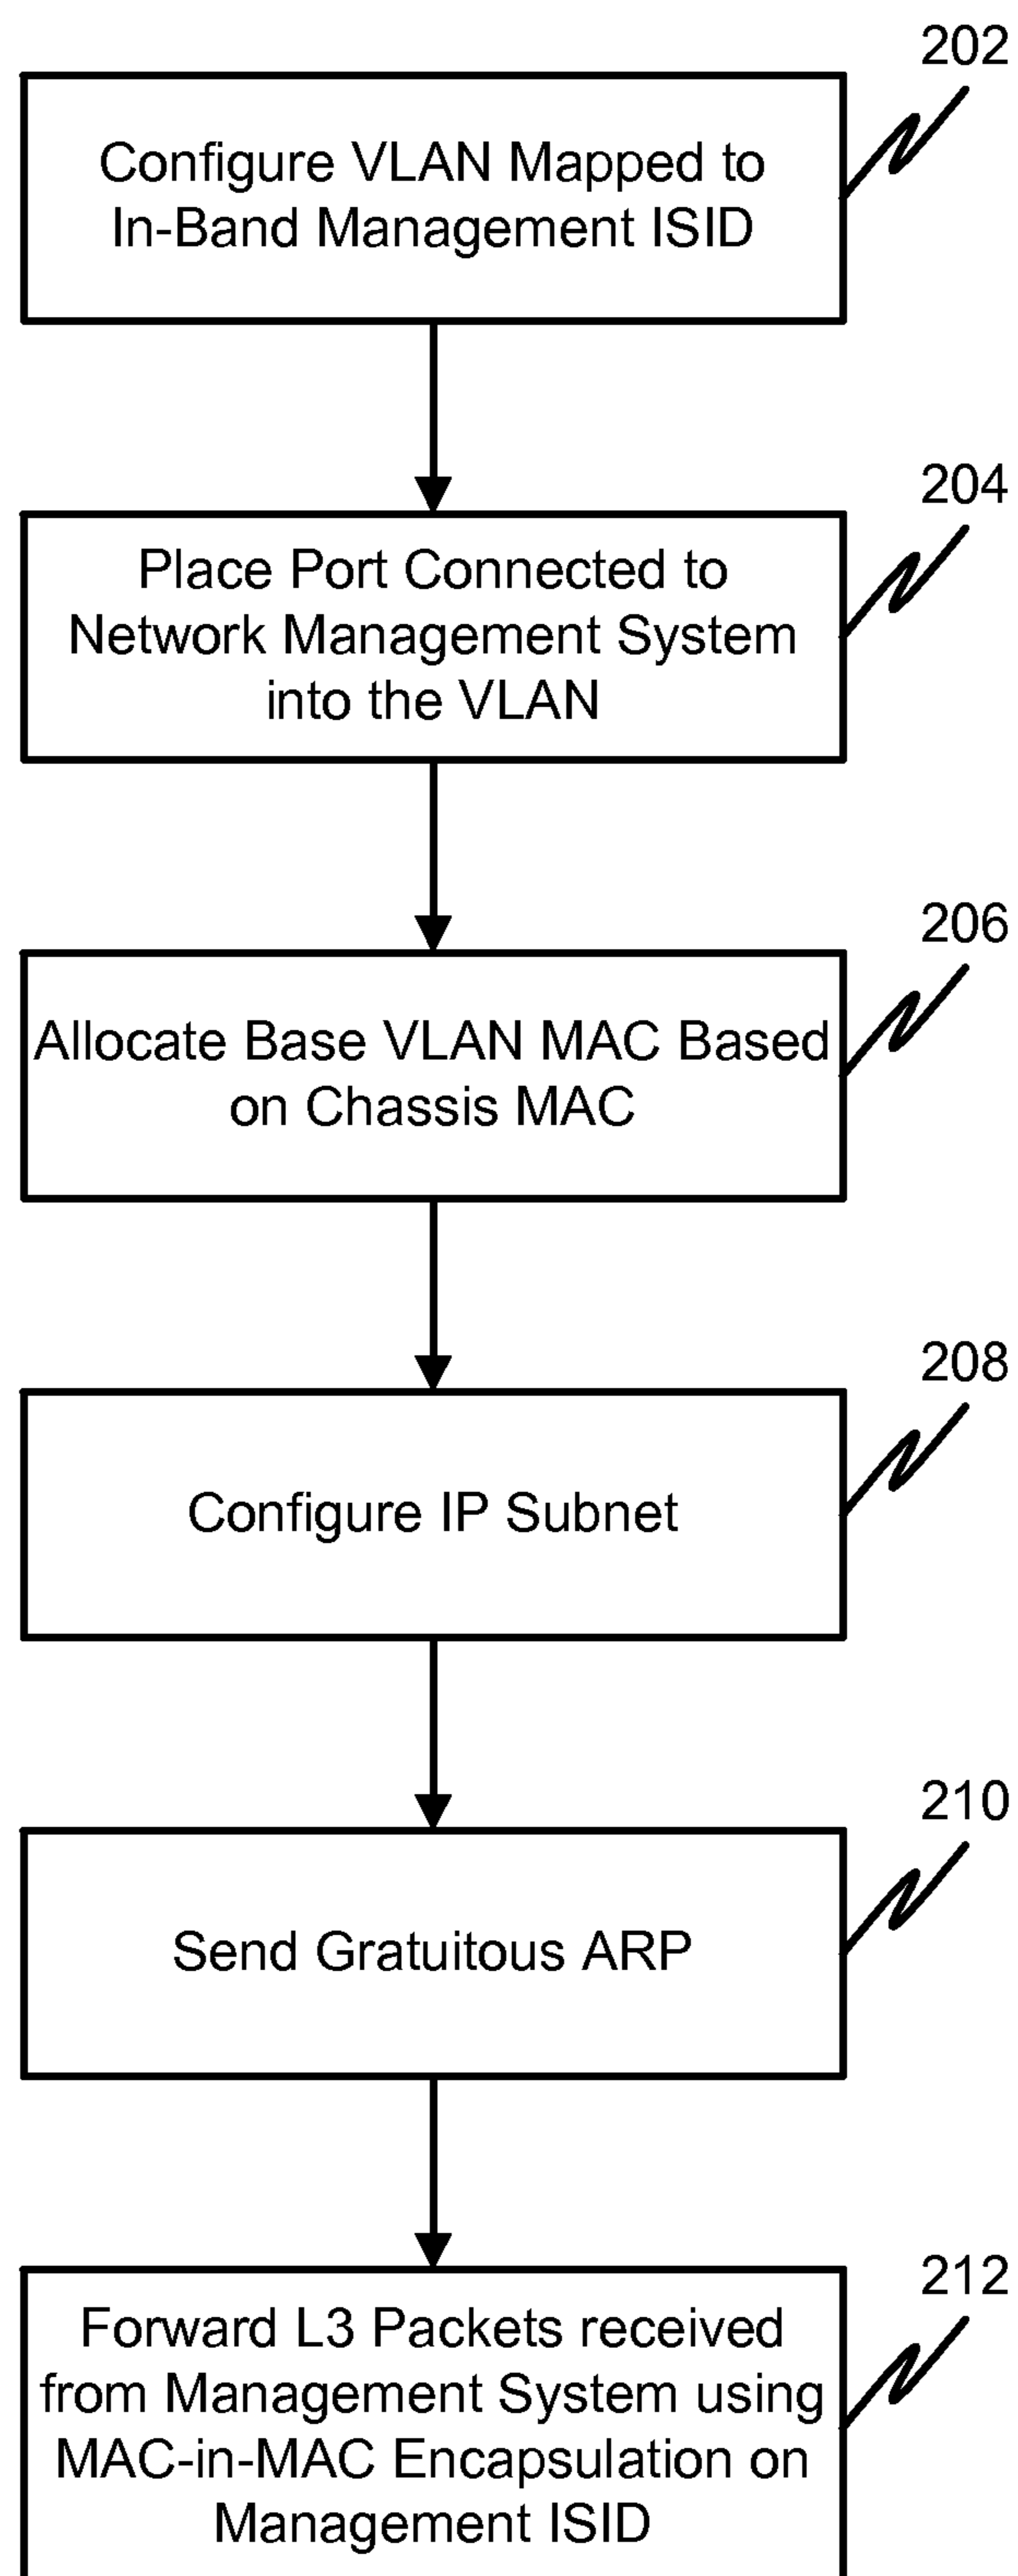 202
Configure VLAN Mapped to
In-Band Management ISID
204
Place Port Connected to
Network Management System
into the VLAN
206
Allocate Base VLAN MAC Based
on Chassis MAC
208
Configure IP Subnet
210
Send Gratuitous ARP
212
Forward L3 Packets received
from Management System using
MAC-in-MAC Encapsulation on
Management ISID